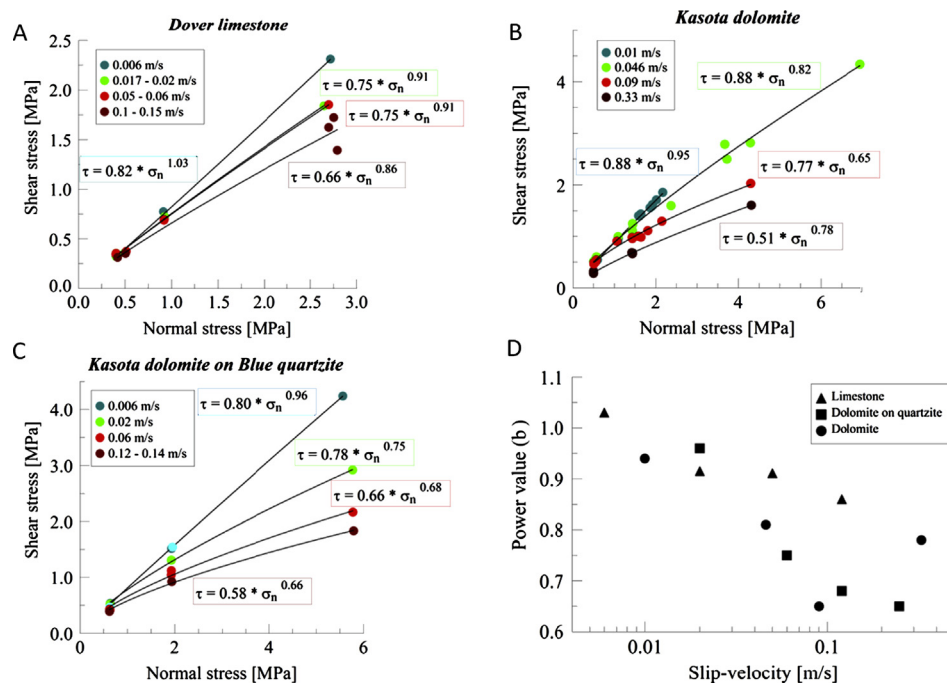 A
Dover limestone
Shear stress [MPa]
2.5
2.0
1.5
1.0
0.5
0.0
0.006 m/s
0.017 - 0.02 m/s
0.05 - 0.06 m/s
0.1 - 0.15 m/s
τ = 0.75 * σn^0.91
τ = 0.75 * σn^0.91
τ = 0.82 * σn^1.03
τ = 0.66 * σn^0.86
0.0 0.5 1.0 1.5 2.0 2.5 3.0
Normal stress [MPa]
B
Kasota dolomite
Shear stress [MPa]
4
2
0
0.01 m/s
0.046 m/s
0.09 m/s
0.33 m/s
τ = 0.88 * σn^0.82
τ = 0.88 * σn^0.95
τ = 0.77 * σn^0.65
τ = 0.51 * σn^0.78
0 2 4 6
Normal stress [MPa]
C
Kasota dolomite on Blue quartzite
Shear stress [MPa]
4.0
3.0
2.0
1.0
0.0
0.006 m/s
0.02 m/s
0.06 m/s
0.12 - 0.14 m/s
τ = 0.80 * σn^0.96
τ = 0.78 * σn^0.75
τ = 0.66 * σn^0.68
τ = 0.58 * σn^0.66
0 2 4 6
Normal stress [MPa]
D
Power value (b)
1.1
1.0
0.9
0.8
0.7
0.6
Limestone
Dolomite on quartzite
Dolomite
0.01 0.1
Slip-velocity [m/s]